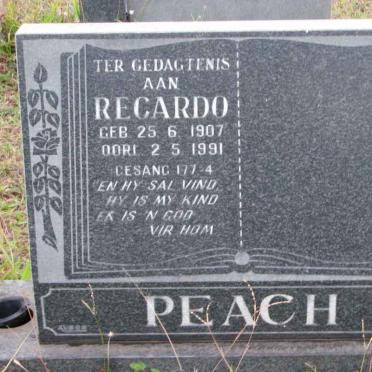 TER GEDAGTENIS
AAN
RECARDO
GEB 25 6 1907
OORL 2 5 1991
GESANG 177-4
"EN HY SAL VIND
HY IS MY KIND
EK IS 'N GOD
VIR HOM
PEACH